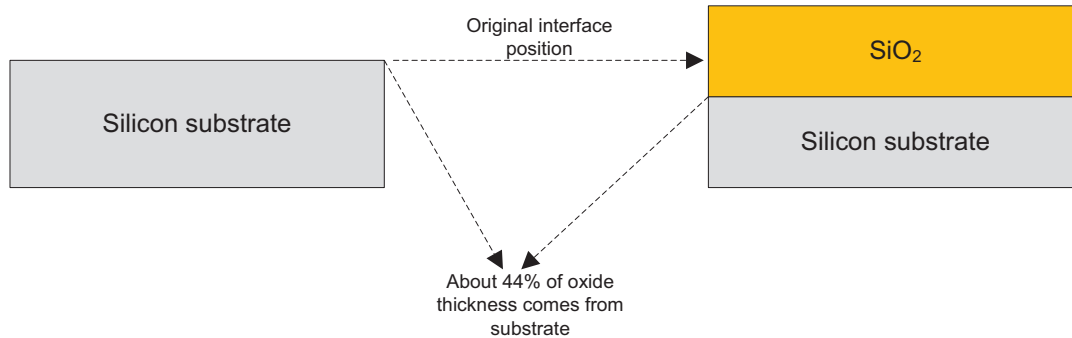 Original interface
position
SiO₂
Silicon substrate
Silicon substrate
About 44% of oxide
thickness comes from
substrate